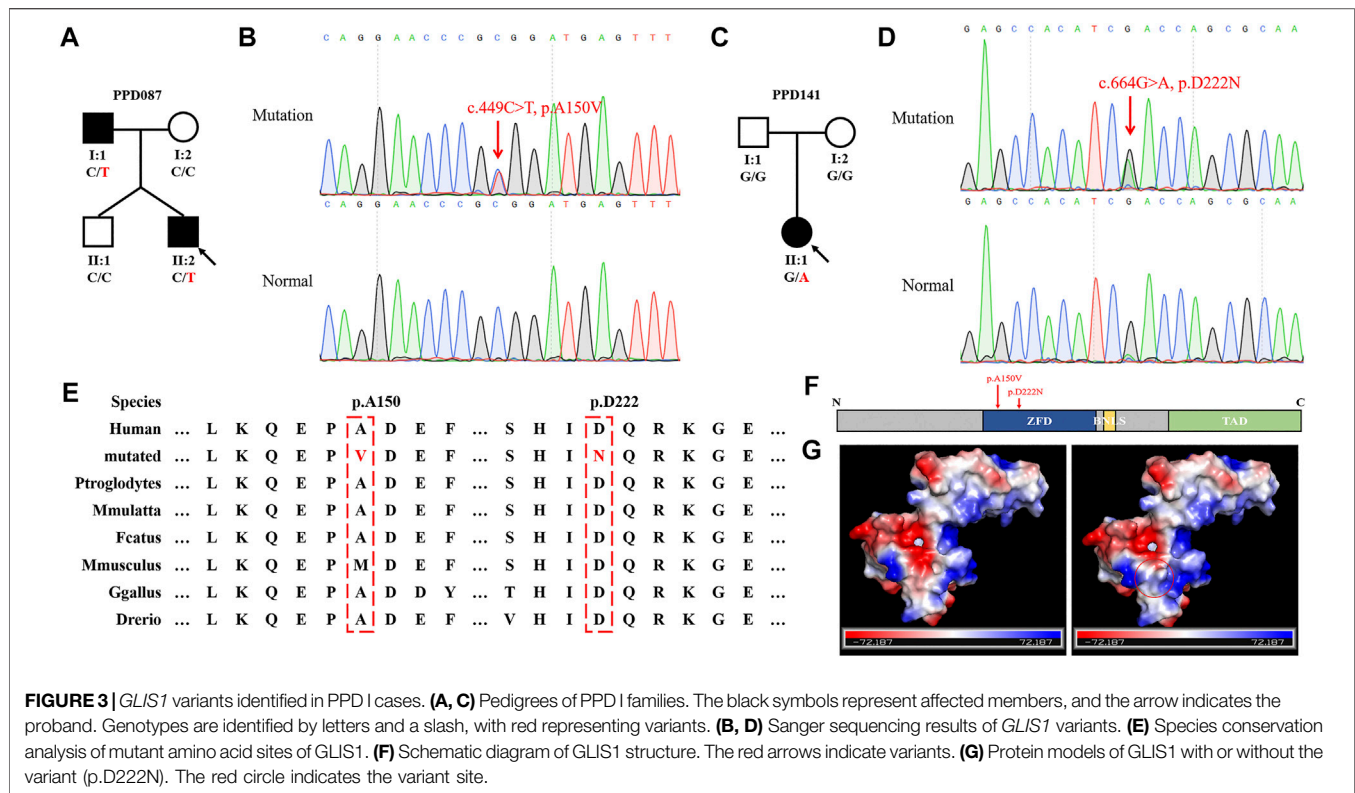 A
PPD087
I:1
C/T
I:2
C/C
II:1
C/C
II:2
C/T
B
C A G G A A C C C G C G G A T G A G T T T
Mutation
c.449C>T, p.A150V
C A G G A A C C C G C G G A T G A G T T T
Normal
C
PPD141
I:1
G/G
I:2
G/G
II:1
G/A
D
G A G C C A C A T C G A C C A G C G C A A
Mutation
c.664G>A, p.D222N
G A G C C A C A T C G A C C A G C G C A A
Normal
E
Species p.A150 p.D222
Human ... L K Q E P A D E F ... S H I D Q R K G E ...
mutated ... L K Q E P V D E F ... S H I N Q R K G E ...
Ptroglodytes ... L K Q E P A D E F ... S H I D Q R K G E ...
Mmulatta ... L K Q E P A D E F ... S H I D Q R K G E ...
Fcatus ... L K Q E P A D E F ... S H I D Q R K G E ...
Mmusculus ... L K Q E P M D E F ... S H I D Q R K G E ...
Ggallus ... L K Q E P A D D Y ... T H I D Q R K G E ...
Drerio ... L K Q E P A D E F ... V H I D Q R K G E ...
F
p.A150V
p.D222N
N C
ZFD BNLS TAD
G
-72.187 72.187
-72.187 72.187
FIGURE 3 | GLIS1 variants identified in PPD I cases. (A, C) Pedigrees of PPD I families. The black symbols represent affected members, and the arrow indicates the
proband. Genotypes are identified by letters and a slash, with red representing variants. (B, D) Sanger sequencing results of GLIS1 variants. (E) Species conservation
analysis of mutant amino acid sites of GLIS1. (F) Schematic diagram of GLIS1 structure. The red arrows indicate variants. (G) Protein models of GLIS1 with or without the
variant (p.D222N). The red circle indicates the variant site.